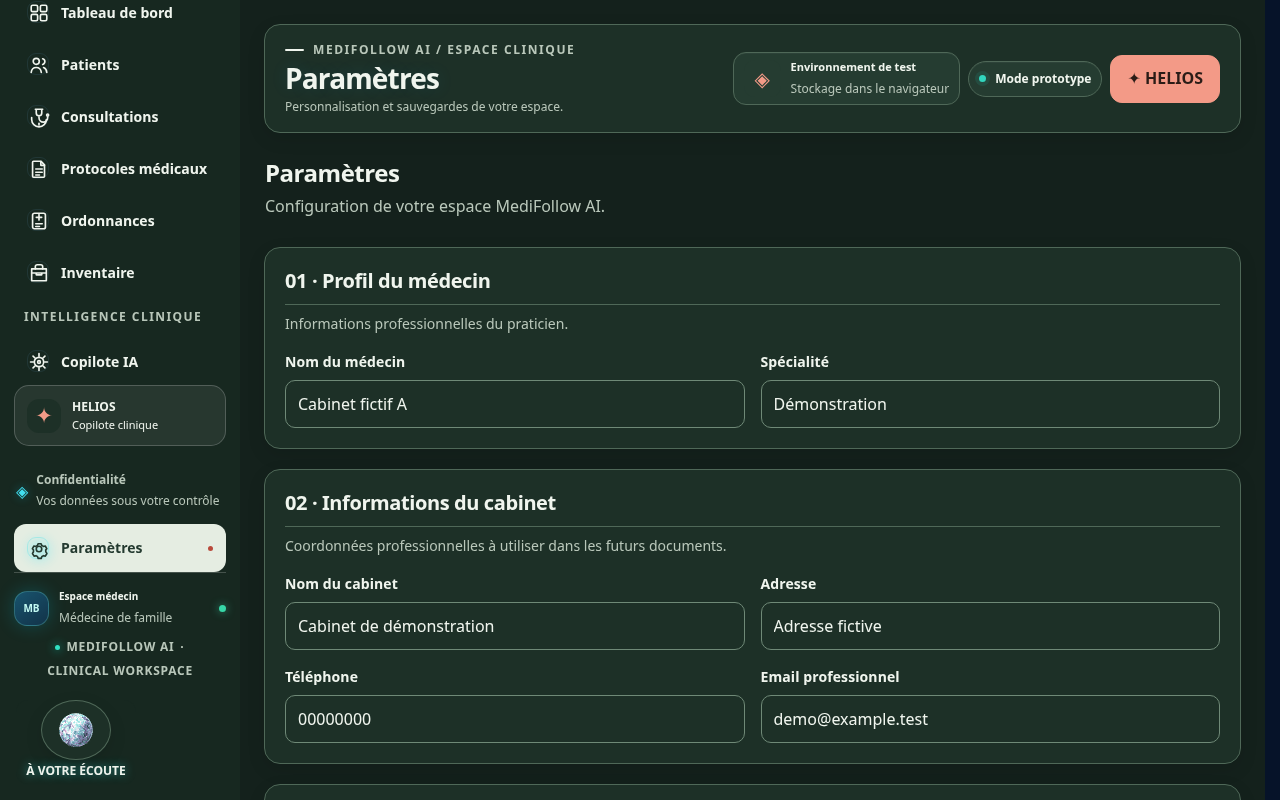 Tableau de bord
Patients
Consultations
Protocoles médicaux
Ordonnances
Inventaire
INTELLIGENCE CLINIQUE
Copilote IA
HELIOS
Copilote clinique
Confidentialité
Vos données sous votre contrôle
Paramètres
MB
Espace médecin
Médecine de famille
MEDIFOLLOW AI ·
CLINICAL WORKSPACE
À VOTRE ÉCOUTE
MEDIFOLLOW AI / ESPACE CLINIQUE
Paramètres
Personnalisation et sauvegardes de votre espace.
Environnement de test
Stockage dans le navigateur
Mode prototype
✦ HELIOS
Paramètres
Configuration de votre espace MediFollow AI.
01 · Profil du médecin
Informations professionnelles du praticien.
Nom du médecin
Cabinet fictif A
Spécialité
Démonstration
02 · Informations du cabinet
Coordonnées professionnelles à utiliser dans les futurs documents.
Nom du cabinet
Cabinet de démonstration
Adresse
Adresse fictive
Téléphone
00000000
Email professionnel
demo@example.test